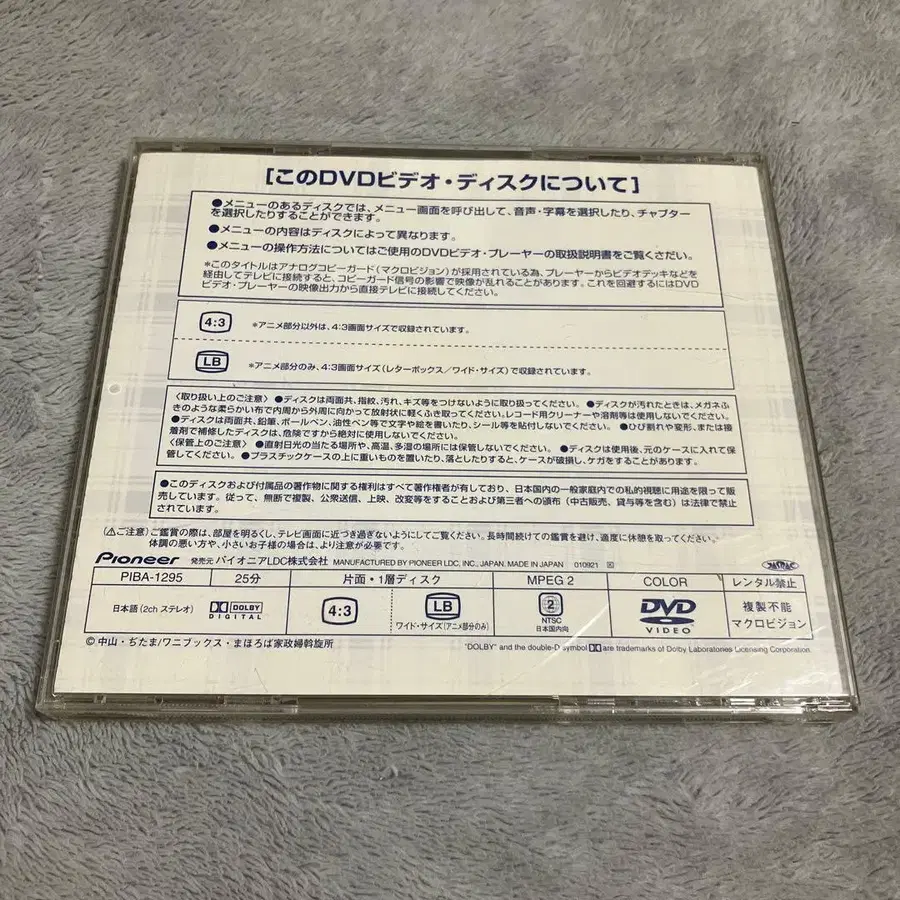 [このDVDビデオ・ディスクについて]
●メニューのあるディスクでは、メニュー画面を呼び出して、音声・字幕を選択したり、チャプター
を選択したりすることができます。
●メニューの内容はディスクによって異なります。
●メニューの操作方法についてはご使用のDVDビデオ・プレーヤーの取扱説明書をご覧ください。
*このタイトルはアナログコピーガード(マクロビジョン)が採用されている為、プレーヤーからビデオデッキなどを
経由してテレビに接続すると、コピーガード信号の影響で映像が乱れることがあります。これを回避するにはDVD
ビデオ・プレーヤーの映像出力から直接テレビに接続してください。
4:3 *アニメ部分以外は、4:3画面サイズで収録されています。
LB *アニメ部分のみ、4:3画面サイズ(レターボックス/ワイド・サイズ)で収録されています。
〈取り扱い上のご注意〉 ●ディスクは両面共、指紋、汚れ、キズ等をつけないように取り扱ってください。 ●ディスクが汚れたときは、メガネふ
きのような柔らかい布で内周から外周に向かって放射状に軽くふき取ってください。レコード用クリーナーや溶剤等は使用しないでください。
●ディスクは両面共、鉛筆、ボールペン、油性ペン等で文字や絵を書いたり、シール等を貼付しないでください。 ●ひび割れや変形、または接
着剤で補修したディスクは、危険ですから絶対に使用しないでください。
〈保管上のご注意〉 ●直射日光の当たる場所や、高温、多湿の場所には保管しないでください。 ●ディスクは使用後、元のケースに入れて保
管してください。 ●プラスチックケースの上に重いものを置いたり、落としたりすると、ケースが破損し、ケガをすることがあります。
●このディスクおよび付属品の著作物に関する権利はすべて著作権者が有しており、日本国内の一般家庭内での私的視聴に用途を限って販
売しています。従って、無断で複製、公衆送信、上映、改変等をすることおよび第三者への頒布(中古販売、貸与等を含む)は法律で禁止
されています。
(⚠ご注意)ご鑑賞の際は、部屋を明るくし、テレビ画面に近づき過ぎないようにしてご覧ください。長時間続けての鑑賞を避け、適度に休憩を取ってください。
体調の悪い方や、小さいお子様の場合は、より注意が必要です。
Pioneer 発売元 パイオニアLDC株式会社 MANUFACTURED BY PIONEER LDC, INC., JAPAN. MADE IN JAPAN 010921
PIBA-1295 25分 片面・1層ディスク MPEG 2 COLOR レンタル禁止
日本語(2ch ステレオ) DOLBY DIGITAL 4:3 LB ワイド・サイズ(アニメ部分のみ) 2 NTSC 日本国内向 DVD VIDEO 複製不能 マクロビジョン
© 中山・ぢたま/ワニブックス・まほろば家政婦斡旋所
"DOLBY" and the double-D symbol are trademarks of Dolby Laboratories Licensing Corporation.